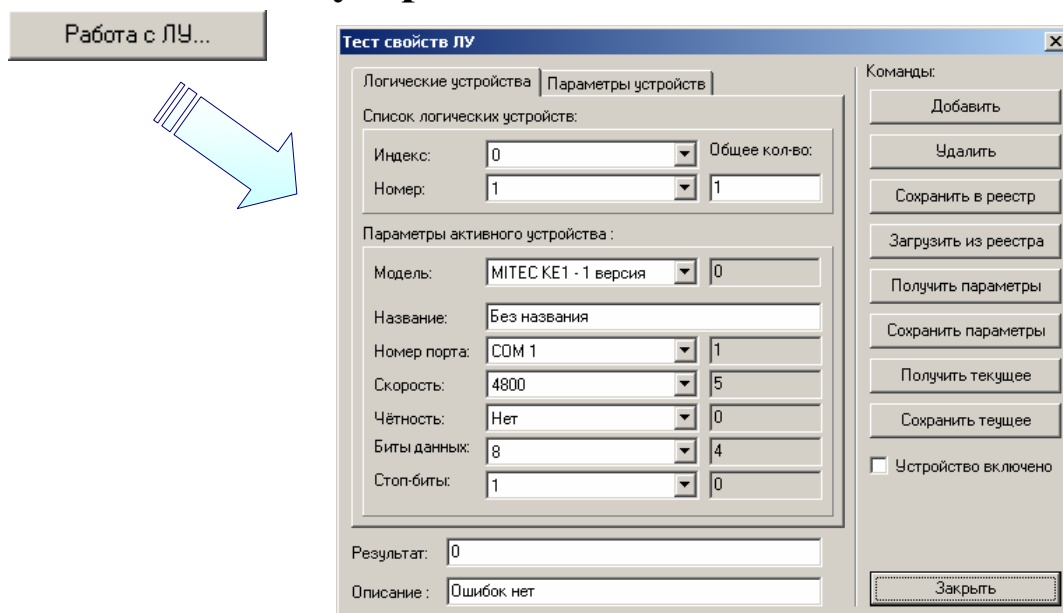 Работа с ЛУ...
Тест свойств ЛУ
Логические устройства
Параметры устройств
Список логических устройств:
Индекс:
0
Общее кол-во:
Номер:
1
1
Параметры активного устройства :
Модель:
MITEC KE1 - 1 версия
0
Название:
Без названия
Номер порта:
COM 1
1
Скорость:
4800
5
Чётность:
Нет
0
Биты данных:
8
4
Стоп-биты:
1
0
Результат:
0
Описание :
Ошибок нет
Команды:
Добавить
Удалить
Сохранить в реестр
Загрузить из реестра
Получить параметры
Сохранить параметры
Получить текущее
Сохранить теущее
Устройство включено
Закрыть